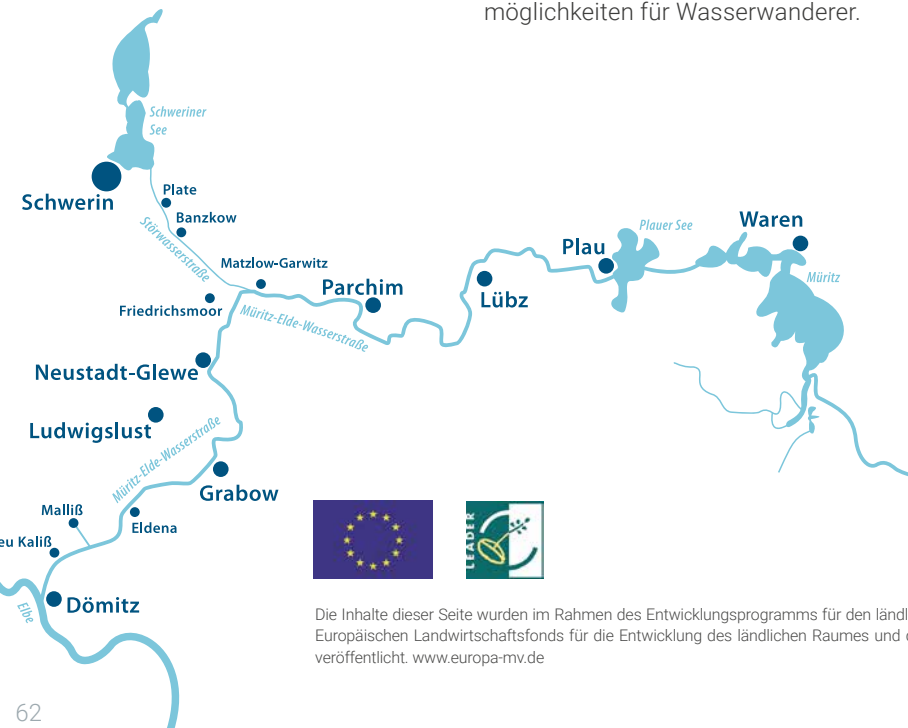 möglichkeiten für Wasserwanderer.
Schweriner
See
Schwerin
Plate
Banzkow
Störwasserstraße
Matzlow-Garwitz
Friedrichsmoor
Parchim
Müritz-Elde-Wasserstraße
Lübz
Plau
Plauer See
Waren
Müritz
Neustadt-Glewe
Ludwigslust
Müritz-Elde-Wasserstraße
Grabow
Malliß
Eldena
eu Kaliß
Dömitz
Elbe
LEADER
Die Inhalte dieser Seite wurden im Rahmen des Entwicklungsprogramms für den ländl
Europäischen Landwirtschaftsfonds für die Entwicklung des ländlichen Raumes und
veröffentlicht. www.europa-mv.de
62